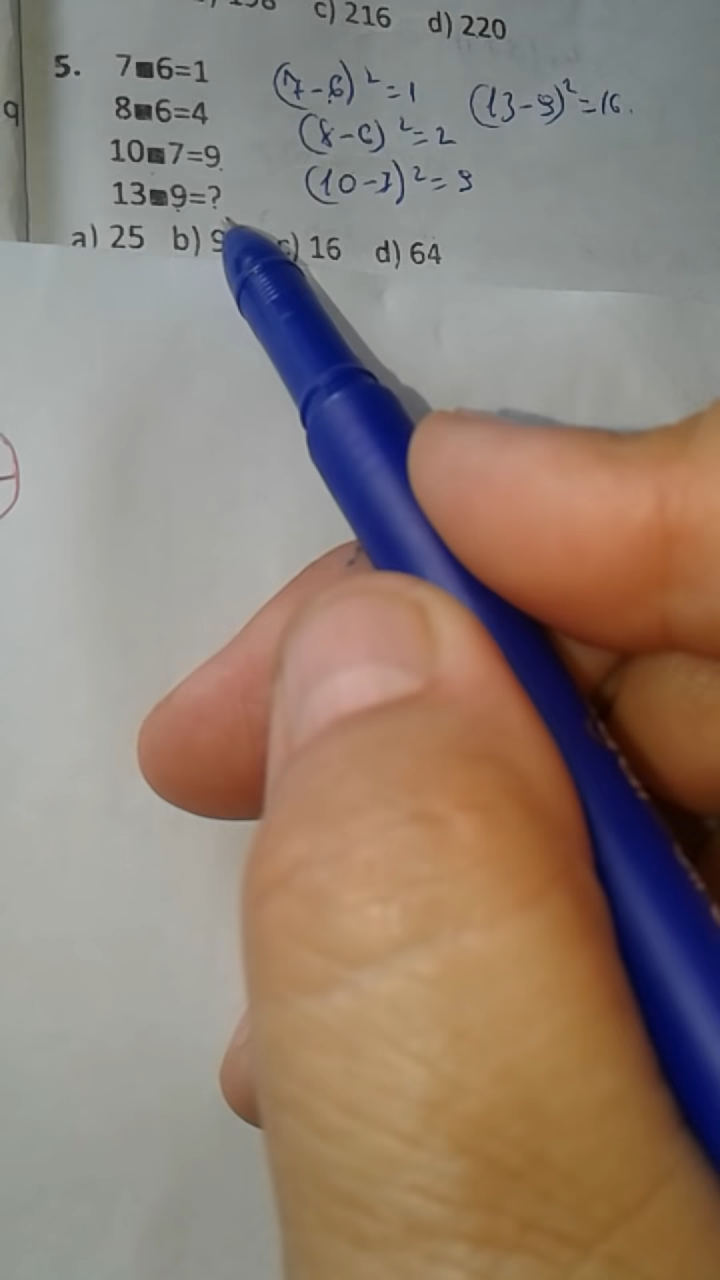 c) 216 d) 220
5. 7■6=1
8■6=4
10■7=9
13■9=?
(7-6)²=1
(8-6)²=2
(10-7)²=9
(13-9)²=16.
a) 25 b) 9 c) 16 d) 64
q